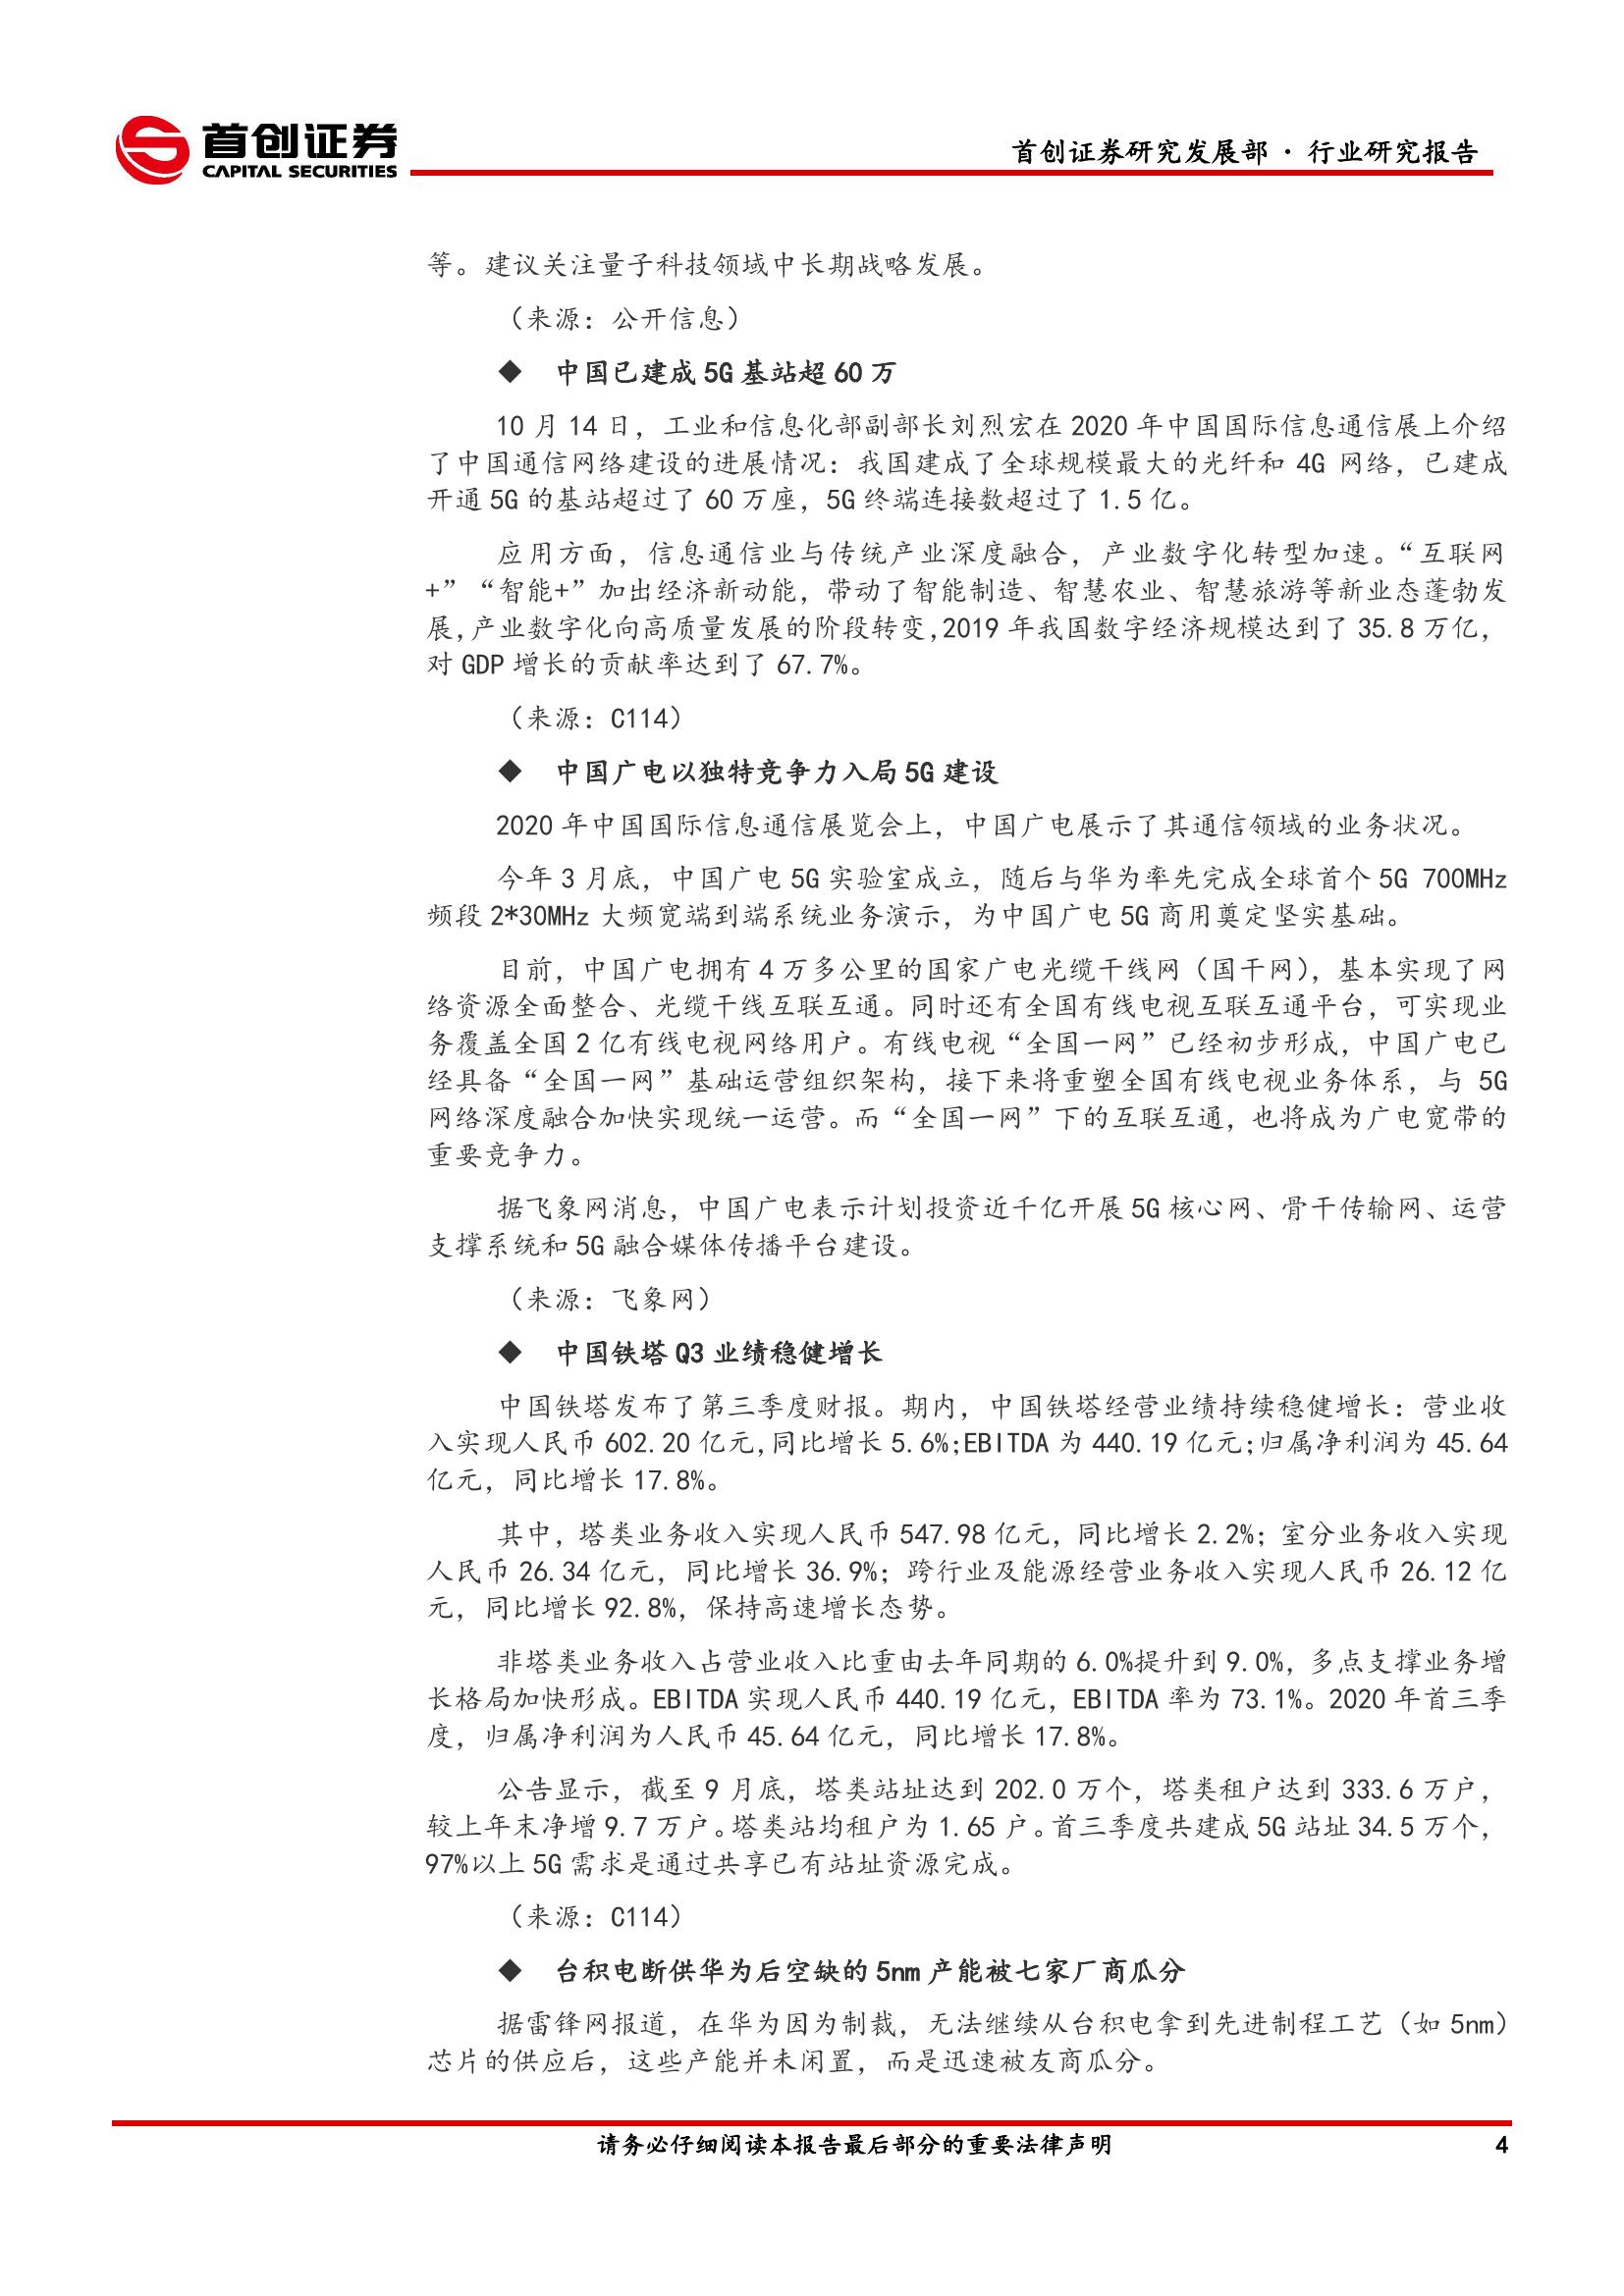 首创证券
CAPITAL SECURITIES
首创证券研究发展部 · 行业研究报告
等。建议关注量子科技领域中长期战略发展。
（来源：公开信息）
◆ 中国已建成 5G 基站超 60 万
10 月 14 日，工业和信息化部副部长刘烈宏在 2020 年中国国际信息通信展上介绍
了中国通信网络建设的进展情况：我国建成了全球规模最大的光纤和 4G 网络，已建成
开通 5G 的基站超过了 60 万座，5G 终端连接数超过了 1.5 亿。
应用方面，信息通信业与传统产业深度融合，产业数字化转型加速。“互联网
+”“智能+”加出经济新动能，带动了智能制造、智慧农业、智慧旅游等新业态蓬勃发
展,产业数字化向高质量发展的阶段转变,2019 年我国数字经济规模达到了 35.8 万亿，
对 GDP 增长的贡献率达到了 67.7%。
（来源：C114）
◆ 中国广电以独特竞争力入局 5G 建设
2020 年中国国际信息通信展览会上，中国广电展示了其通信领域的业务状况。
今年 3 月底，中国广电 5G 实验室成立，随后与华为率先完成全球首个 5G 700MHz
频段 2*30MHz 大频宽端到端系统业务演示，为中国广电 5G 商用奠定坚实基础。
目前，中国广电拥有 4 万多公里的国家广电光缆干线网（国干网），基本实现了网
络资源全面整合、光缆干线互联互通。同时还有全国有线电视互联互通平台，可实现业
务覆盖全国 2 亿有线电视网络用户。有线电视“全国一网”已经初步形成，中国广电已
经具备“全国一网”基础运营组织架构，接下来将重塑全国有线电视业务体系，与 5G
网络深度融合加快实现统一运营。而“全国一网”下的互联互通，也将成为广电宽带的
重要竞争力。
据飞象网消息，中国广电表示计划投资近千亿开展 5G 核心网、骨干传输网、运营
支撑系统和 5G 融合媒体传播平台建设。
（来源：飞象网）
◆ 中国铁塔 Q3 业绩稳健增长
中国铁塔发布了第三季度财报。期内，中国铁塔经营业绩持续稳健增长：营业收
入实现人民币 602.20 亿元,同比增长 5.6%;EBITDA 为 440.19 亿元;归属净利润为 45.64
亿元，同比增长 17.8%。
其中，塔类业务收入实现人民币 547.98 亿元，同比增长 2.2%；室分业务收入实现
人民币 26.34 亿元，同比增长 36.9%；跨行业及能源经营业务收入实现人民币 26.12 亿
元，同比增长 92.8%，保持高速增长态势。
非塔类业务收入占营业收入比重由去年同期的 6.0%提升到 9.0%，多点支撑业务增
长格局加快形成。EBITDA 实现人民币 440.19 亿元，EBITDA 率为 73.1%。2020 年首三季
度，归属净利润为人民币 45.64 亿元，同比增长 17.8%。
公告显示，截至 9 月底，塔类站址达到 202.0 万个，塔类租户达到 333.6 万户，
较上年末净增 9.7 万户。塔类站均租户为 1.65 户。首三季度共建成 5G 站址 34.5 万个，
97%以上 5G 需求是通过共享已有站址资源完成。
（来源：C114）
◆ 台积电断供华为后空缺的 5nm 产能被七家厂商瓜分
据雷锋网报道，在华为因为制裁，无法继续从台积电拿到先进制程工艺（如 5nm）
芯片的供应后，这些产能并未闲置，而是迅速被友商瓜分。
请务必仔细阅读本报告最后部分的重要法律声明 4